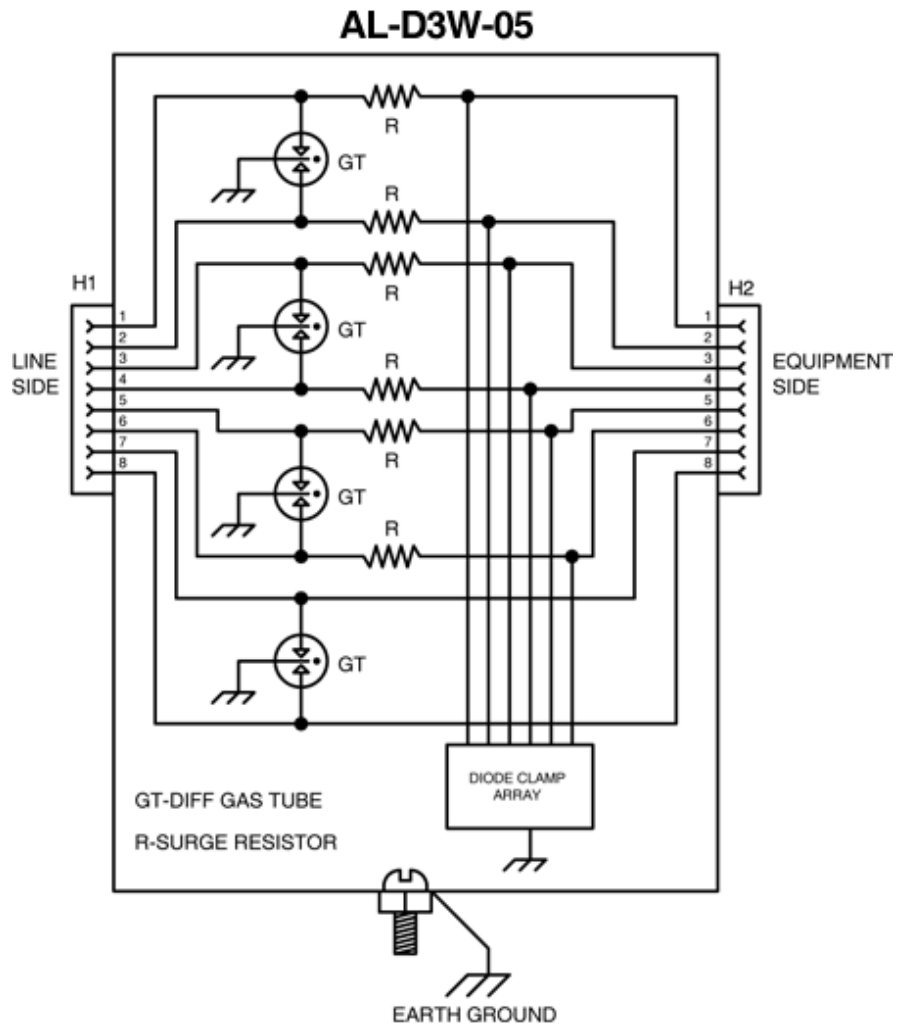 AL-D3W-05
R
GT
R
R
GT
R
R
GT
R
GT
H1
LINE
SIDE
1
2
3
4
5
6
7
8
H2
1
2
3
4
5
6
7
8
EQUIPMENT
SIDE
DIODE CLAMP
ARRAY
GT-DIFF GAS TUBE
R-SURGE RESISTOR
EARTH GROUND